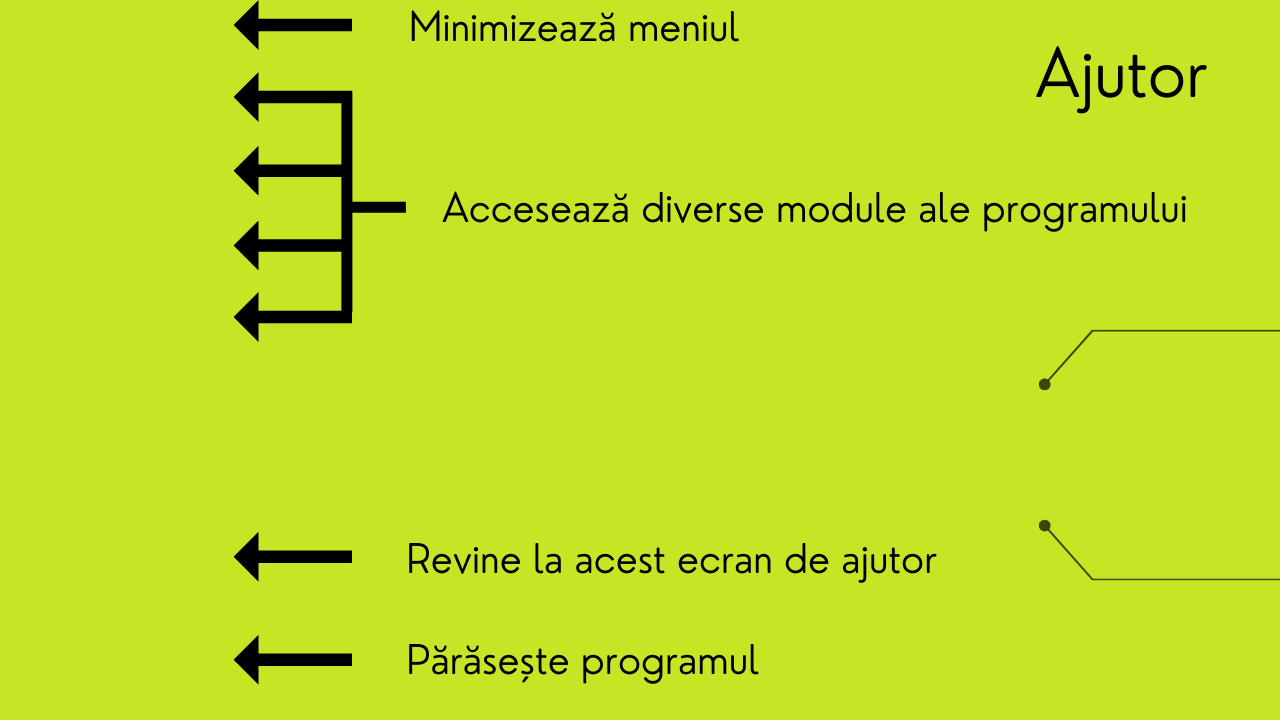 Minimizează meniul
Ajutor
Accesează diverse module ale programului
Revine la acest ecran de ajutor
Părăsește programul